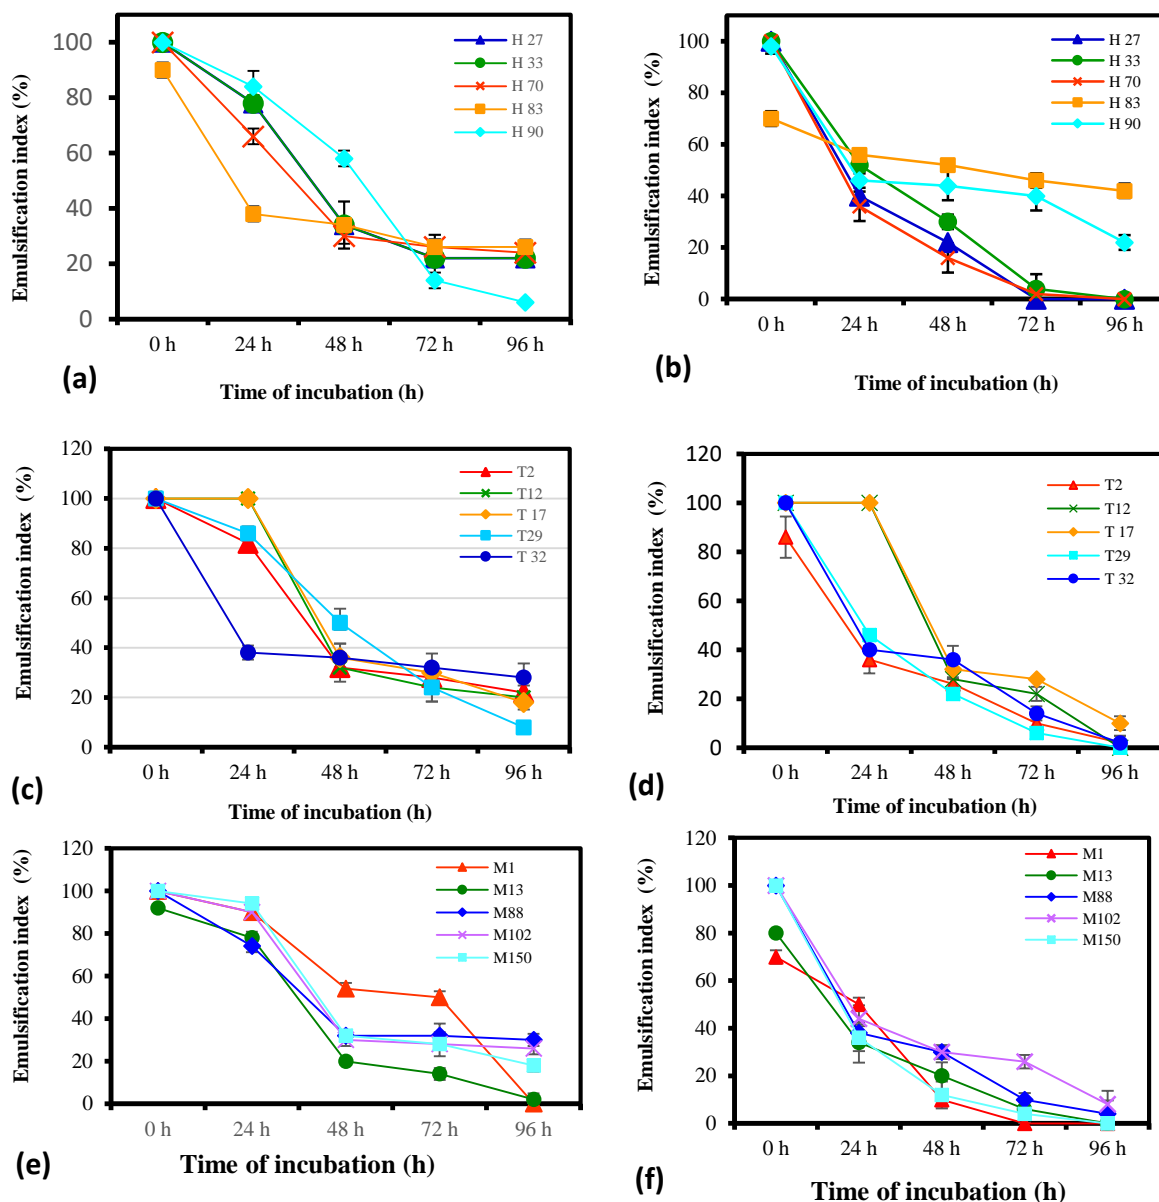 Emulsification index (%)
100
80
60
40
20
0
H 27
H 33
H 70
H 83
H 90
0 h
24 h
48 h
72 h
96 h
(a)
Time of incubation (h)
Emulsification index (%)
100
80
60
40
20
0
H 27
H 33
H 70
H 83
H 90
0 h
24 h
48 h
72 h
96 h
(b)
Time of incubation (h)
Emulsification index (%)
120
100
80
60
40
20
0
T2
T12
T 17
T29
T 32
0 h
24 h
48 h
72 h
96 h
(c)
Time of incubation (h)
Emulsification index (%)
120
100
80
60
40
20
0
T2
T12
T 17
T29
T 32
0 h
24 h
48 h
72 h
96 h
(d)
Time of incubation (h)
Emulsification index (%)
120
100
80
60
40
20
0
M1
M13
M88
M102
M150
0 h
24 h
48 h
72 h
96 h
(e)
Time of incubation (h)
Emulsification index (%)
120
100
80
60
40
20
0
M1
M13
M88
M102
M150
0 h
24 h
48 h
72 h
96 h
(f)
Time of incubation (h)